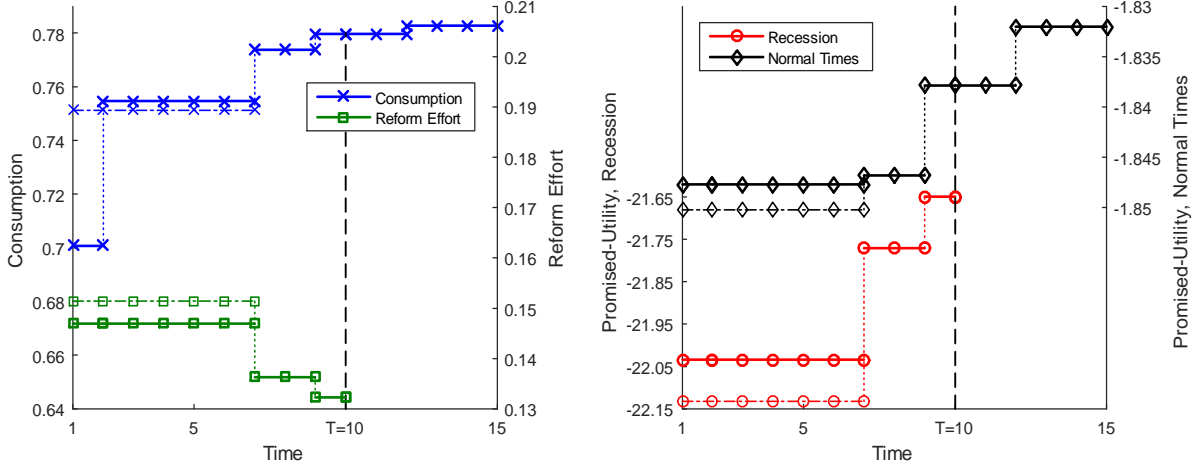 0.78
0.76
0.74
0.72
0.7
0.68
0.66
0.64
Consumption
0.21
0.2
0.19
0.18
0.17
0.16
0.15
0.14
0.13
Reform Effort
Consumption
Reform Effort
1
5
T=10
15
Time
-21.65
-21.75
-21.85
-21.95
-22.05
-22.15
Promised-Utility, Recession
-1.83
-1.835
-1.84
-1.845
-1.85
Promised-Utility, Normal Times
Recession
Normal Times
1
5
T=10
15
Time